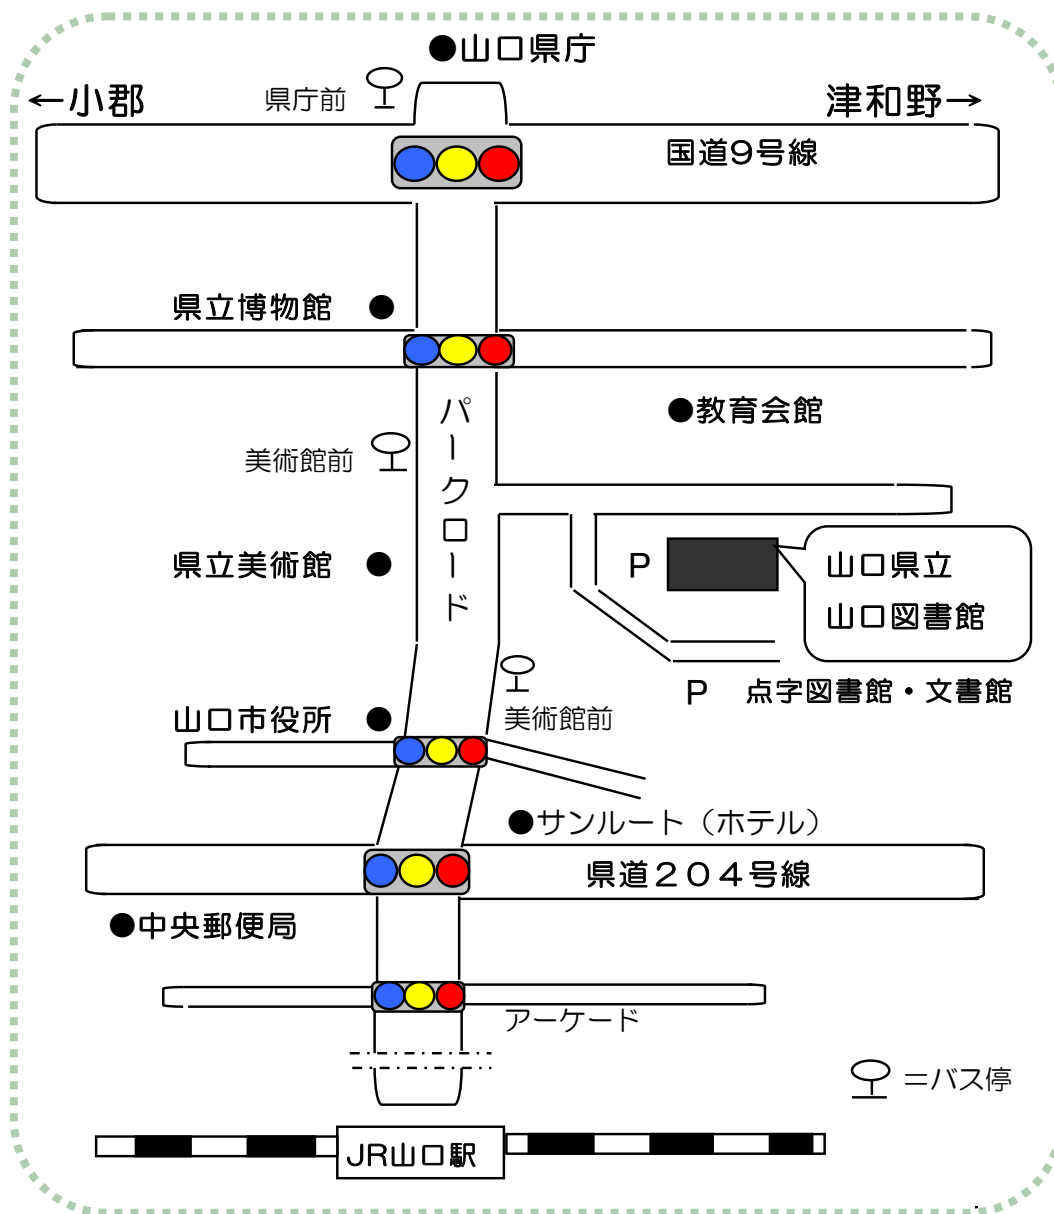 ●山口県庁
県庁前
←小郡
津和野→
国道9号線
県立博物館 ●
●教育会館
パークロード
美術館前
県立美術館 ●
P
山口県立
山口図書館
P 点字図書館・文書館
山口市役所 ●
美術館前
●サンルート（ホテル）
県道２０４号線
●中央郵便局
アーケード
＝バス停
JR山口駅